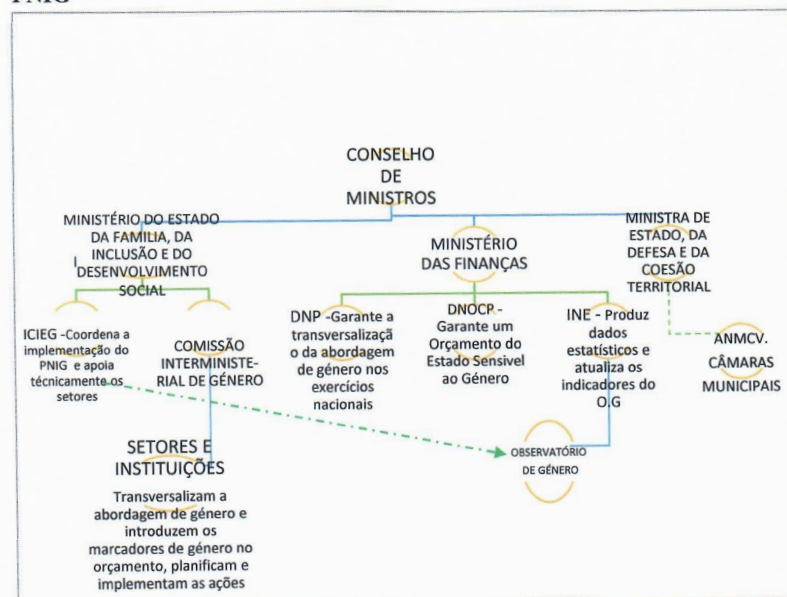 PNIG
CONSELHO
DE
MINISTROS
MINISTÉRIO DO ESTADO
DA FAMILIA, DA
INCLUSÃO E DO
DESENVOLVIMENTO
SOCIAL
MINISTÉRIO
DAS FINANÇAS
MINISTRA DE
ESTADO, DA
DEFESA E DA
COESÃO
TERRITORIAL
ICIEG -Coordena a
implementação do
PNIG e apoia
técnicamente os
setores
COMISSÃO
INTERMINISTE-
RIAL DE GÉNERO
DNP -Garante a
transversalizaçã
o da abordagem
de género nos
exercícios
nacionais
DNOCP -
Garante um
Orçamento do
Estado Sensivel
ao Género
INE - Produz
dados
estatísticos e
atualiza os
indicadores do
O.G
ANMCV.
CÂMARAS
MUNICIPAIS
SETORES E
INSTITUIÇÕES
Transversalizam a
abordagem de género e
introduzem os
marcadores de género no
orçamento, planificam e
implementam as ações
OBSERVATÓRIO
DE GÉNERO